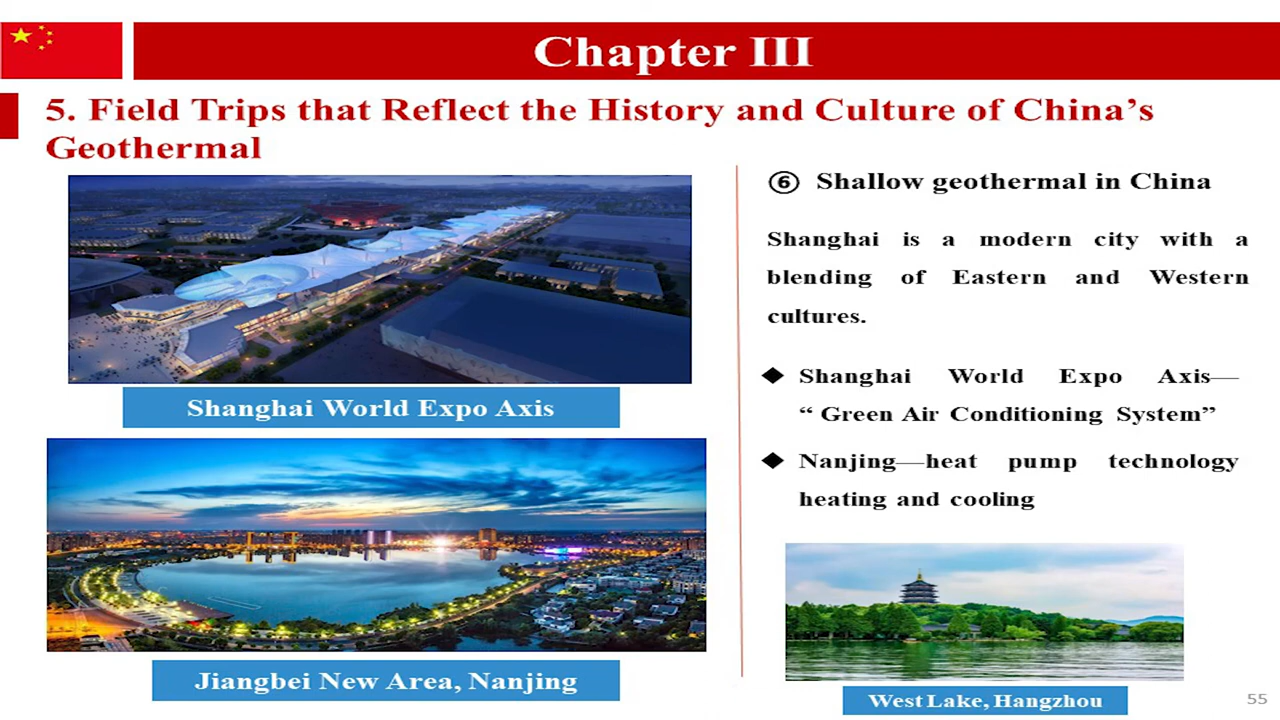 Chapter III
5. Field Trips that Reflect the History and Culture of China’s
Geothermal
Shanghai World Expo Axis
Jiangbei New Area, Nanjing
⑥ Shallow geothermal in China
Shanghai is a modern city with a
blending of Eastern and Western
cultures.
◆ Shanghai World Expo Axis—
“ Green Air Conditioning System”
◆ Nanjing—heat pump technology
heating and cooling
West Lake, Hangzhou
55